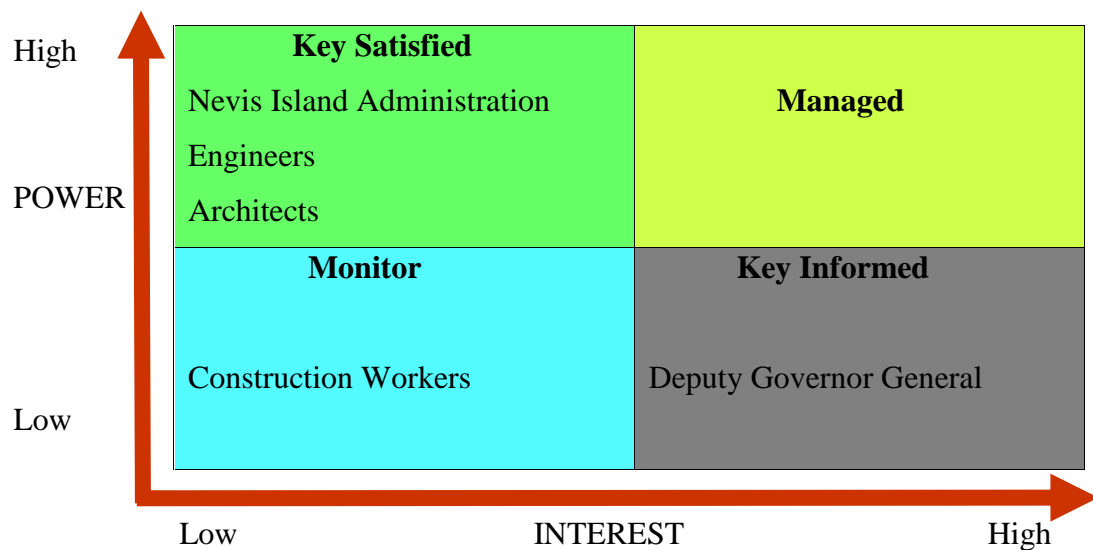 High
POWER
Low
Key Satisfied
Nevis Island Administration
Engineers
Architects
Managed
Monitor
Construction Workers
Key Informed
Deputy Governor General
Low INTEREST High